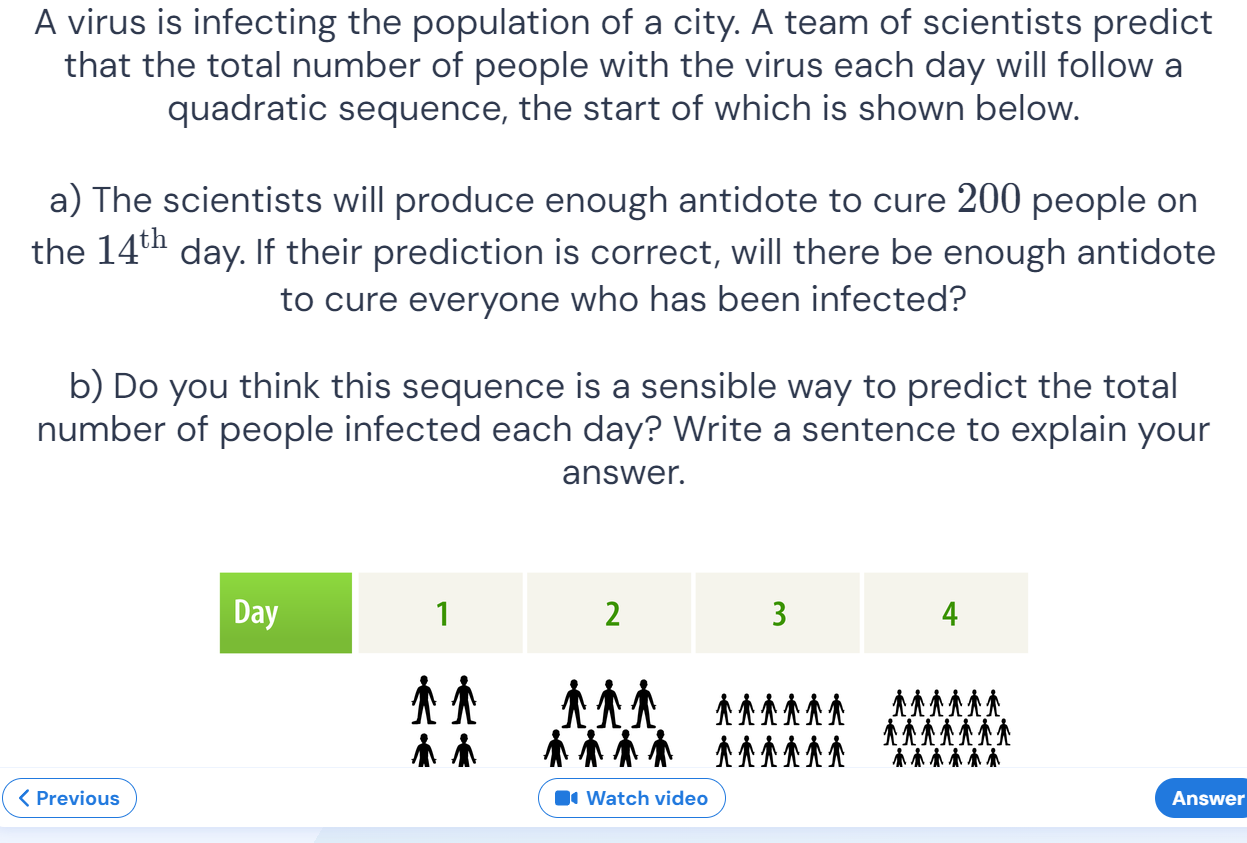 A virus is infecting the population of a city. A team of scientists predict
that the total number of people with the virus each day will follow a
quadratic sequence, the start of which is shown below.
a) The scientists will produce enough antidote to cure 200 people on
the 14th day. If their prediction is correct, will there be enough antidote
to cure everyone who has been infected?
b) Do you think this sequence is a sensible way to predict the total
number of people infected each day? Write a sentence to explain your
answer.
Day 1 2 3 4
Previous Watch video Answer